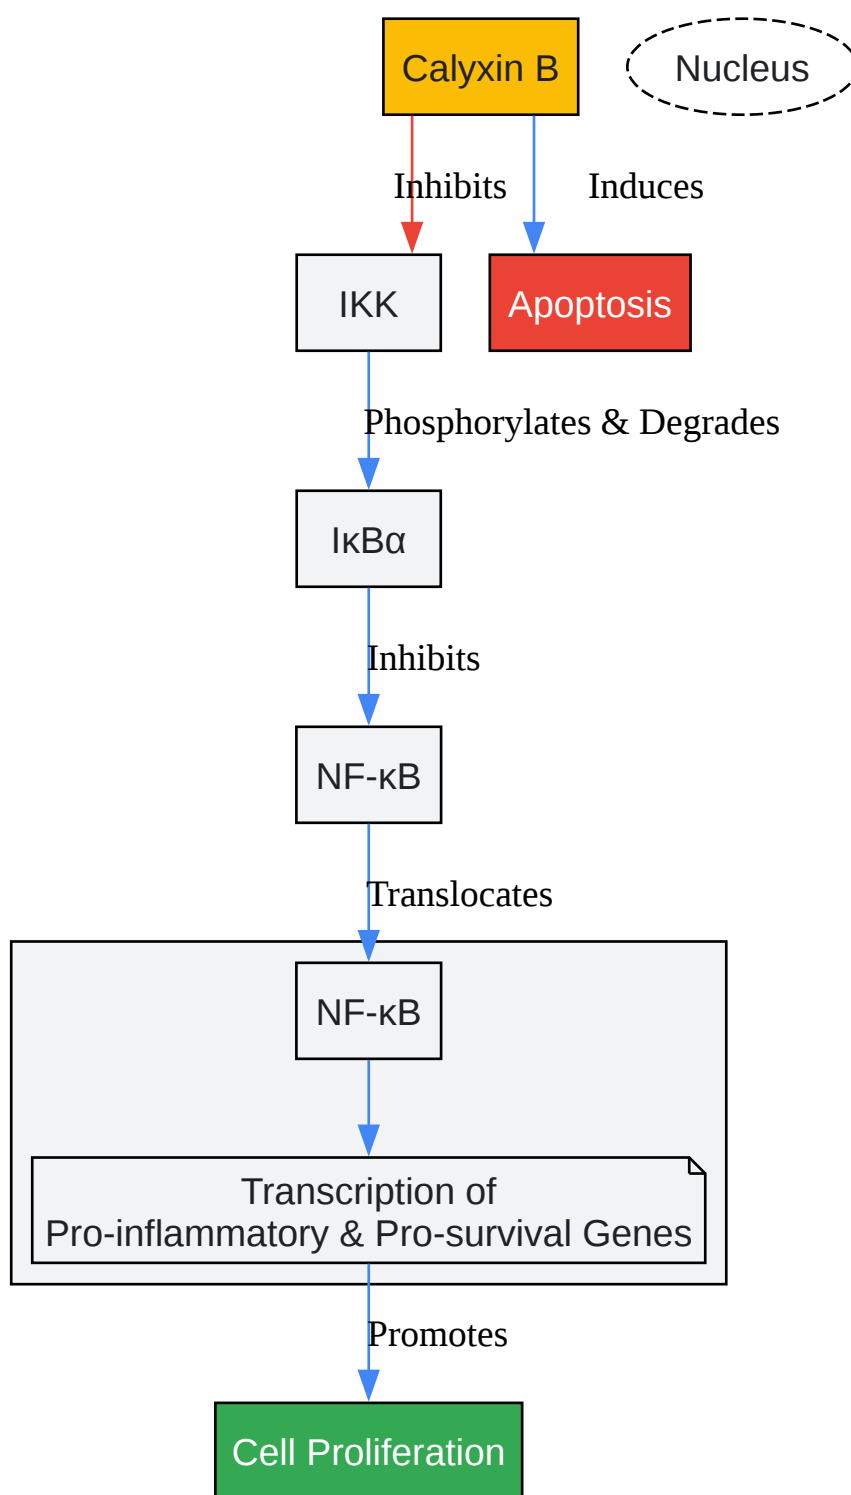 Calyxin B
Nucleus
Inhibits
Induces
IKK
Apoptosis
Phosphorylates & Degrades
IκBα
Inhibits
NF-κB
Translocates
NF-κB
Transcription of
Pro-inflammatory & Pro-survival Genes
Promotes
Cell Proliferation